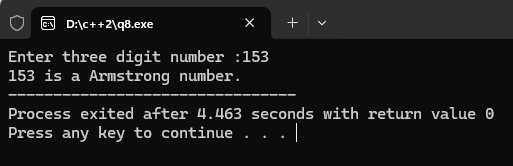 D:\c++2\q8.exe
Enter three digit number :153
153 is a Armstrong number.
--------------------------------
Process exited after 4.463 seconds with return value 0
Press any key to continue . . .